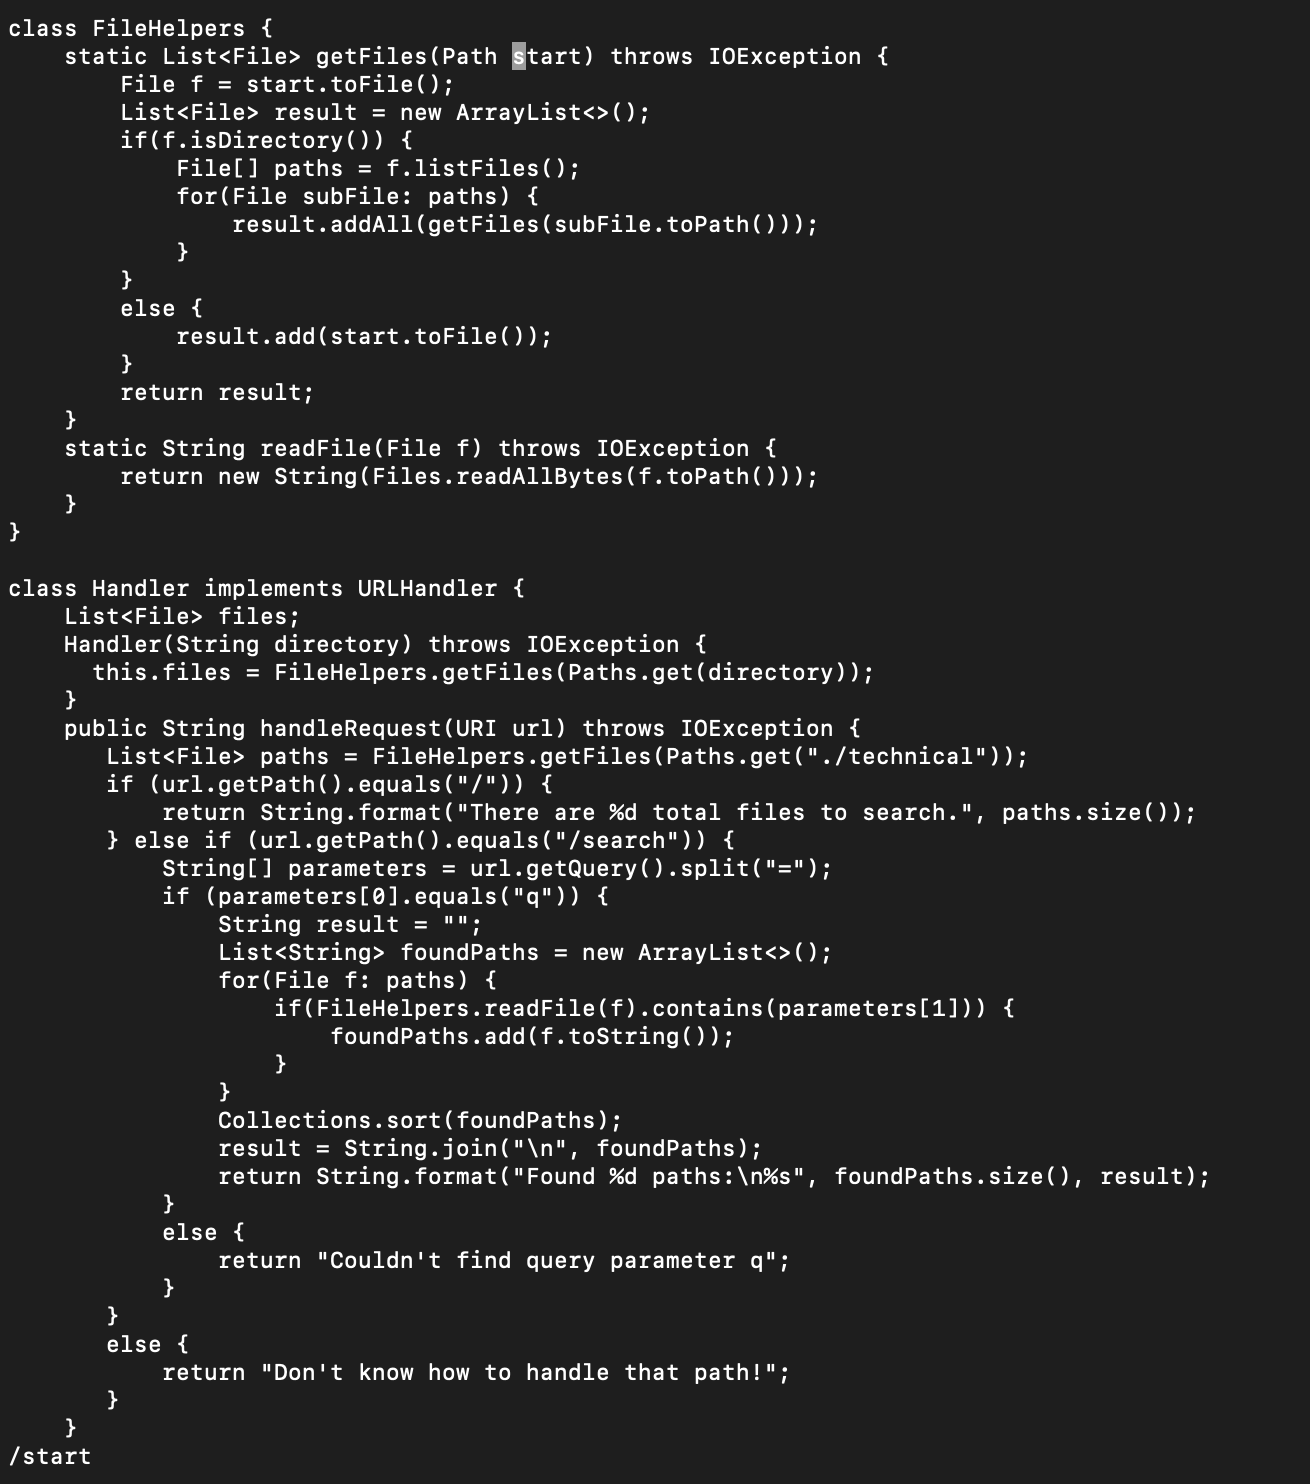 class FileHelpers {
    static List<File> getFiles(Path start) throws IOException {
        File f = start.toFile();
        List<File> result = new ArrayList<>();
        if(f.isDirectory()) {
            File[] paths = f.listFiles();
            for(File subFile: paths) {
                result.addAll(getFiles(subFile.toPath()));
            }
        }
        else {
            result.add(start.toFile());
        }
        return result;
    }
    static String readFile(File f) throws IOException {
        return new String(Files.readAllBytes(f.toPath()));
    }
}

class Handler implements URLHandler {
    List<File> files;
    Handler(String directory) throws IOException {
      this.files = FileHelpers.getFiles(Paths.get(directory));
    }
    public String handleRequest(URI url) throws IOException {
       List<File> paths = FileHelpers.getFiles(Paths.get("./technical"));
       if (url.getPath().equals("/")) {
           return String.format("There are %d total files to search.", paths.size());
       } else if (url.getPath().equals("/search")) {
           String[] parameters = url.getQuery().split("=");
           if (parameters[0].equals("q")) {
               String result = "";
               List<String> foundPaths = new ArrayList<>();
               for(File f: paths) {
                   if(FileHelpers.readFile(f).contains(parameters[1])) {
                       foundPaths.add(f.toString());
                   }
               }
               Collections.sort(foundPaths);
               result = String.join("\n", foundPaths);
               return String.format("Found %d paths:\n%s", foundPaths.size(), result);
           }
           else {
               return "Couldn't find query parameter q";
           }
       }
       else {
           return "Don't know how to handle that path!";
       }
    }
/start